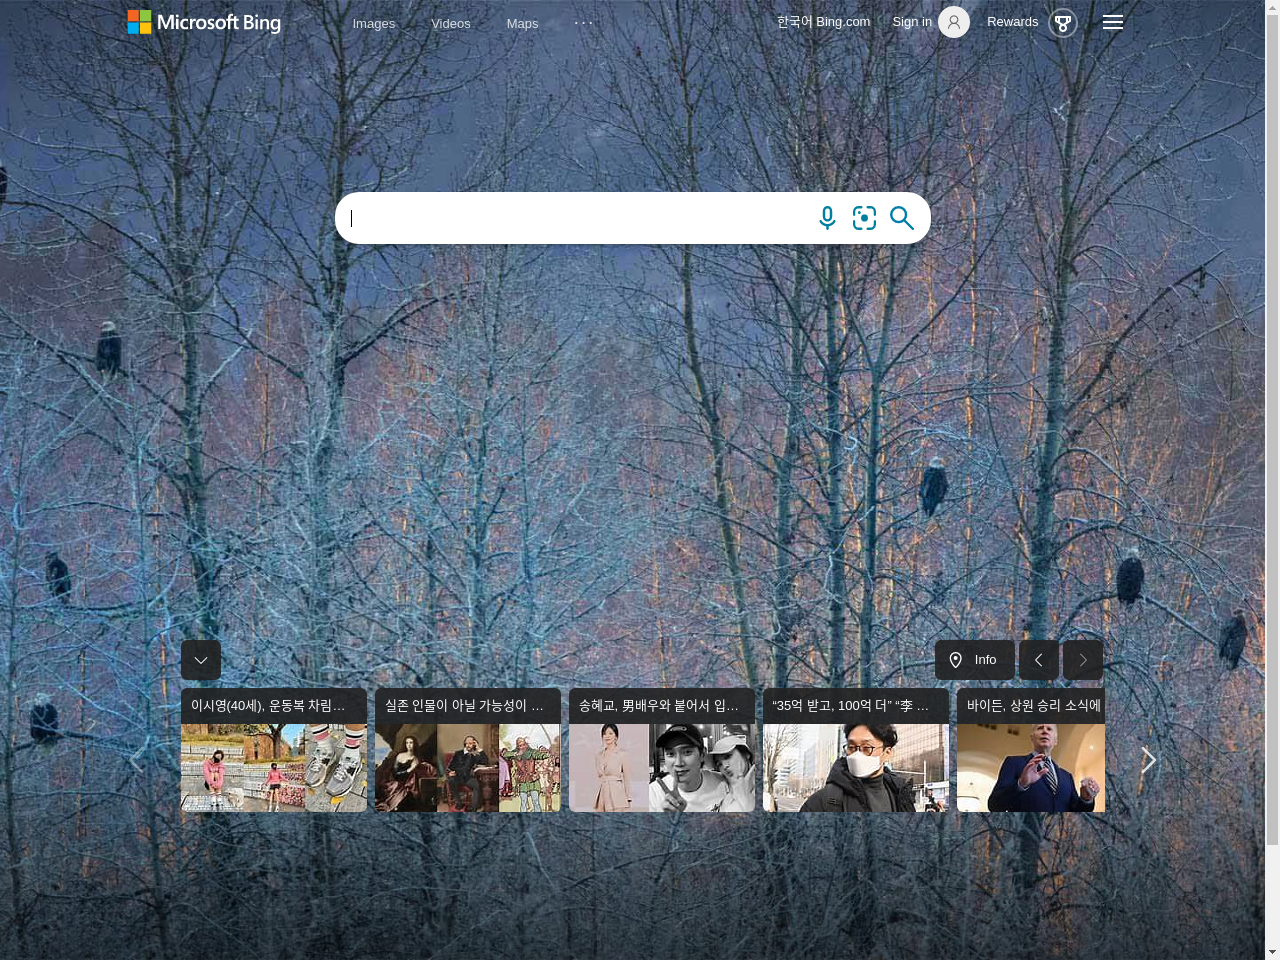 Microsoft Bing
Images
Videos
Maps
...
한국어 Bing.com
Sign in
Rewards
Info
이시영(40세), 운동복 차림…
실존 인물이 아닐 가능성이 …
송혜교, 男배우와 붙어서 입…
“35억 받고, 100억 더” “李 …
바이든, 상원 승리 소식에